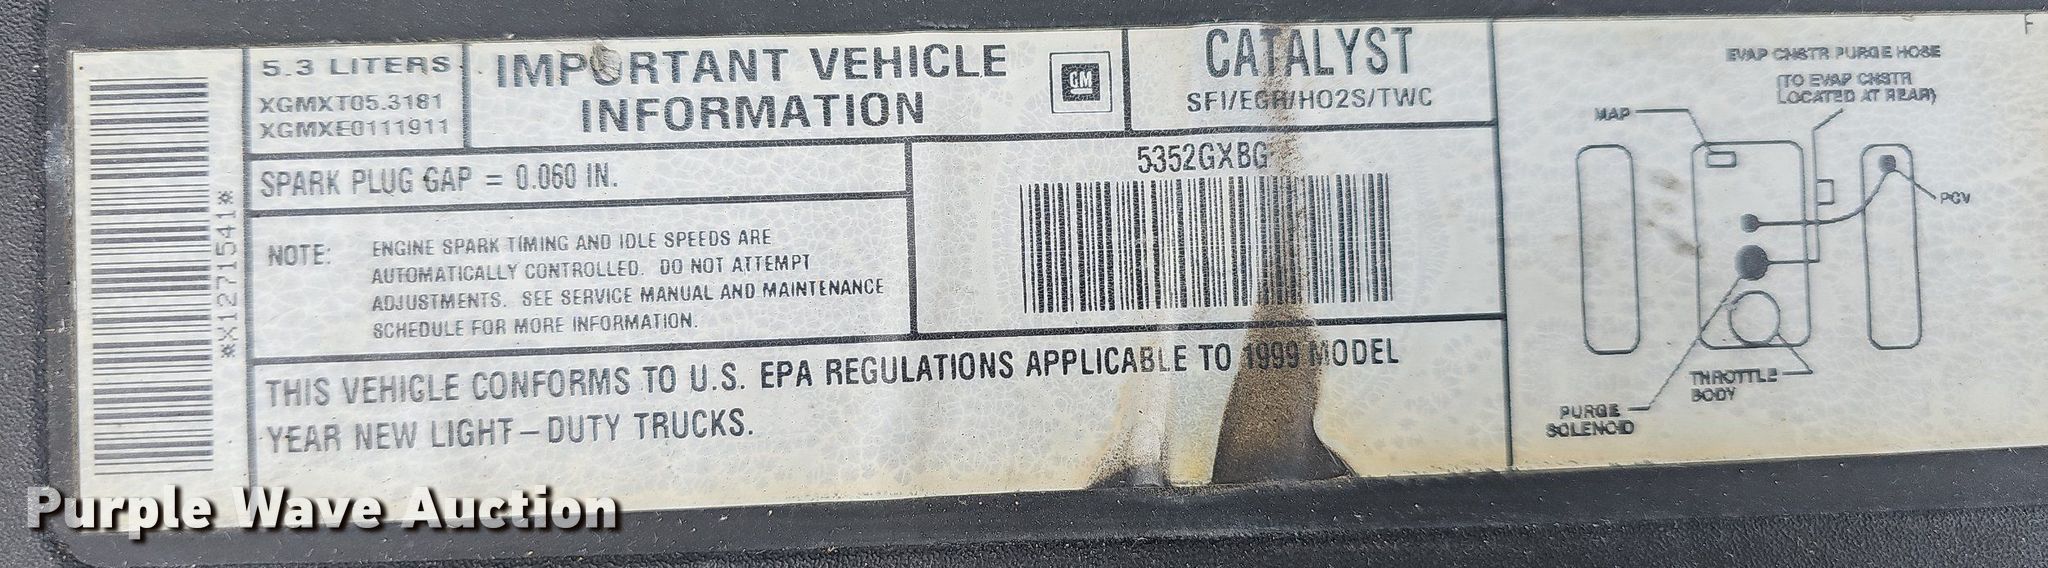 *X1271541*
5.3 LITERS
XGMXT05.3181
XGMXE0111911
IMPORTANT VEHICLE
INFORMATION
GM
CATALYST
SFI/EGR/HO2S/TWC
SPARK PLUG GAP = 0.060 IN.
5352GXBG
NOTE: ENGINE SPARK TIMING AND IDLE SPEEDS ARE
AUTOMATICALLY CONTROLLED. DO NOT ATTEMPT
ADJUSTMENTS. SEE SERVICE MANUAL AND MAINTENANCE
SCHEDULE FOR MORE INFORMATION.
THIS VEHICLE CONFORMS TO U.S. EPA REGULATIONS APPLICABLE TO 1999 MODEL
YEAR NEW LIGHT-DUTY TRUCKS.
EVAP CNSTR PURGE HOSE
(TO EVAP CNSTR
LOCATED AT REAR)
MAP
PCV
THROTTLE
BODY
PURGE
SOLENOID
F
Purple Wave Auction